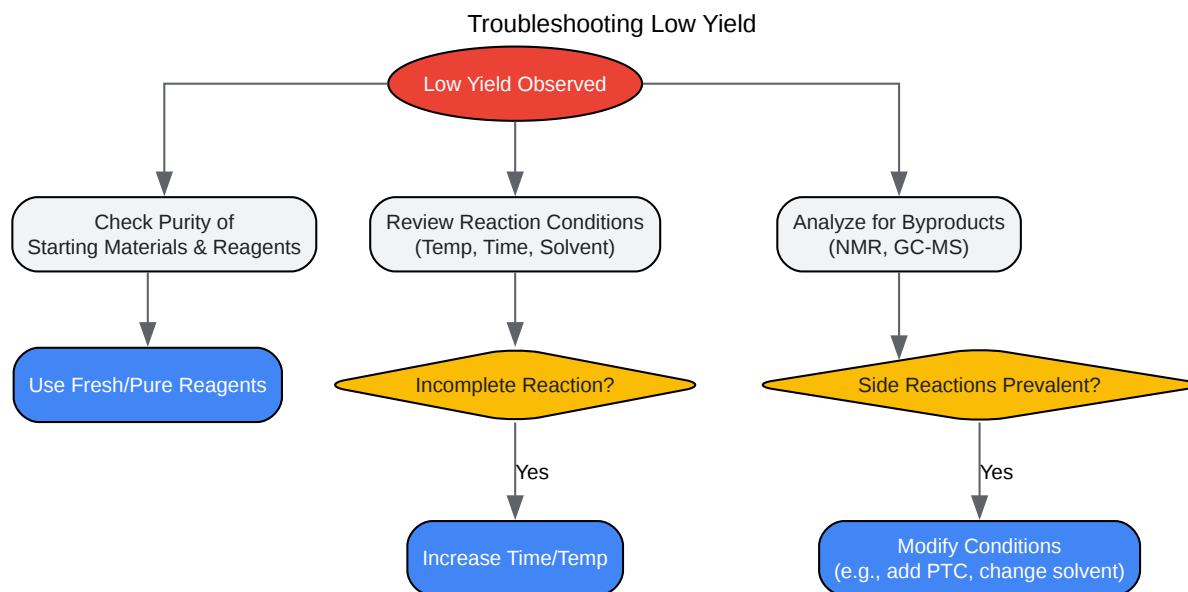 Troubleshooting Low Yield
Low Yield Observed
Check Purity of
Starting Materials & Reagents
Review Reaction Conditions
(Temp, Time, Solvent)
Analyze for Byproducts
(NMR, GC-MS)
Use Fresh/Pure Reagents
Incomplete Reaction?
Side Reactions Prevalent?
Yes
Yes
Increase Time/Temp
Modify Conditions
(e.g., add PTC, change solvent)